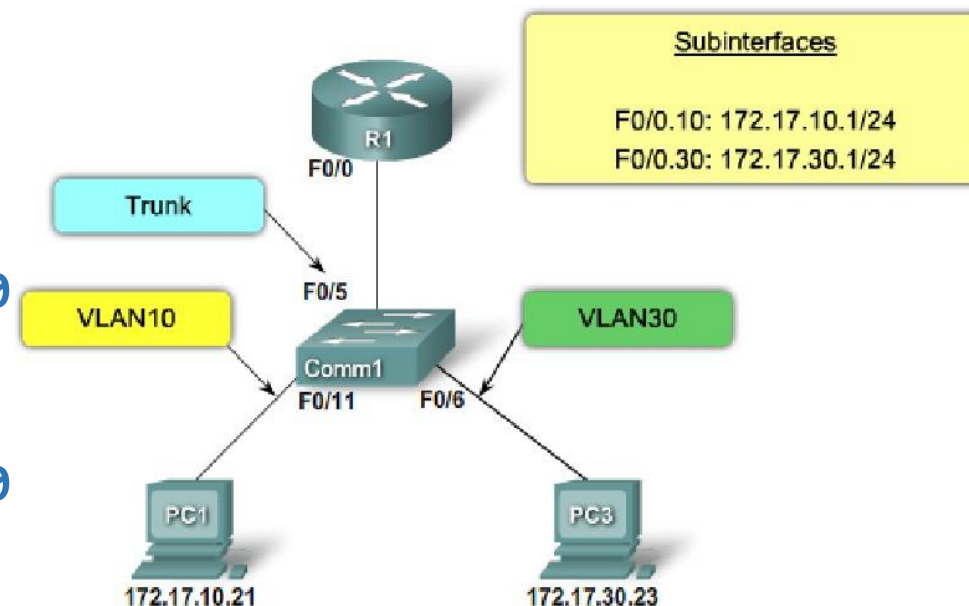 Subinterfaces
F0/0.10: 172.17.10.1/24
F0/0.30: 172.17.30.1/24
R1
F0/0
Trunk
F0/5
VLAN10
VLAN30
Comm1
F0/11
F0/6
PC1
PC3
172.17.10.21
172.17.30.23